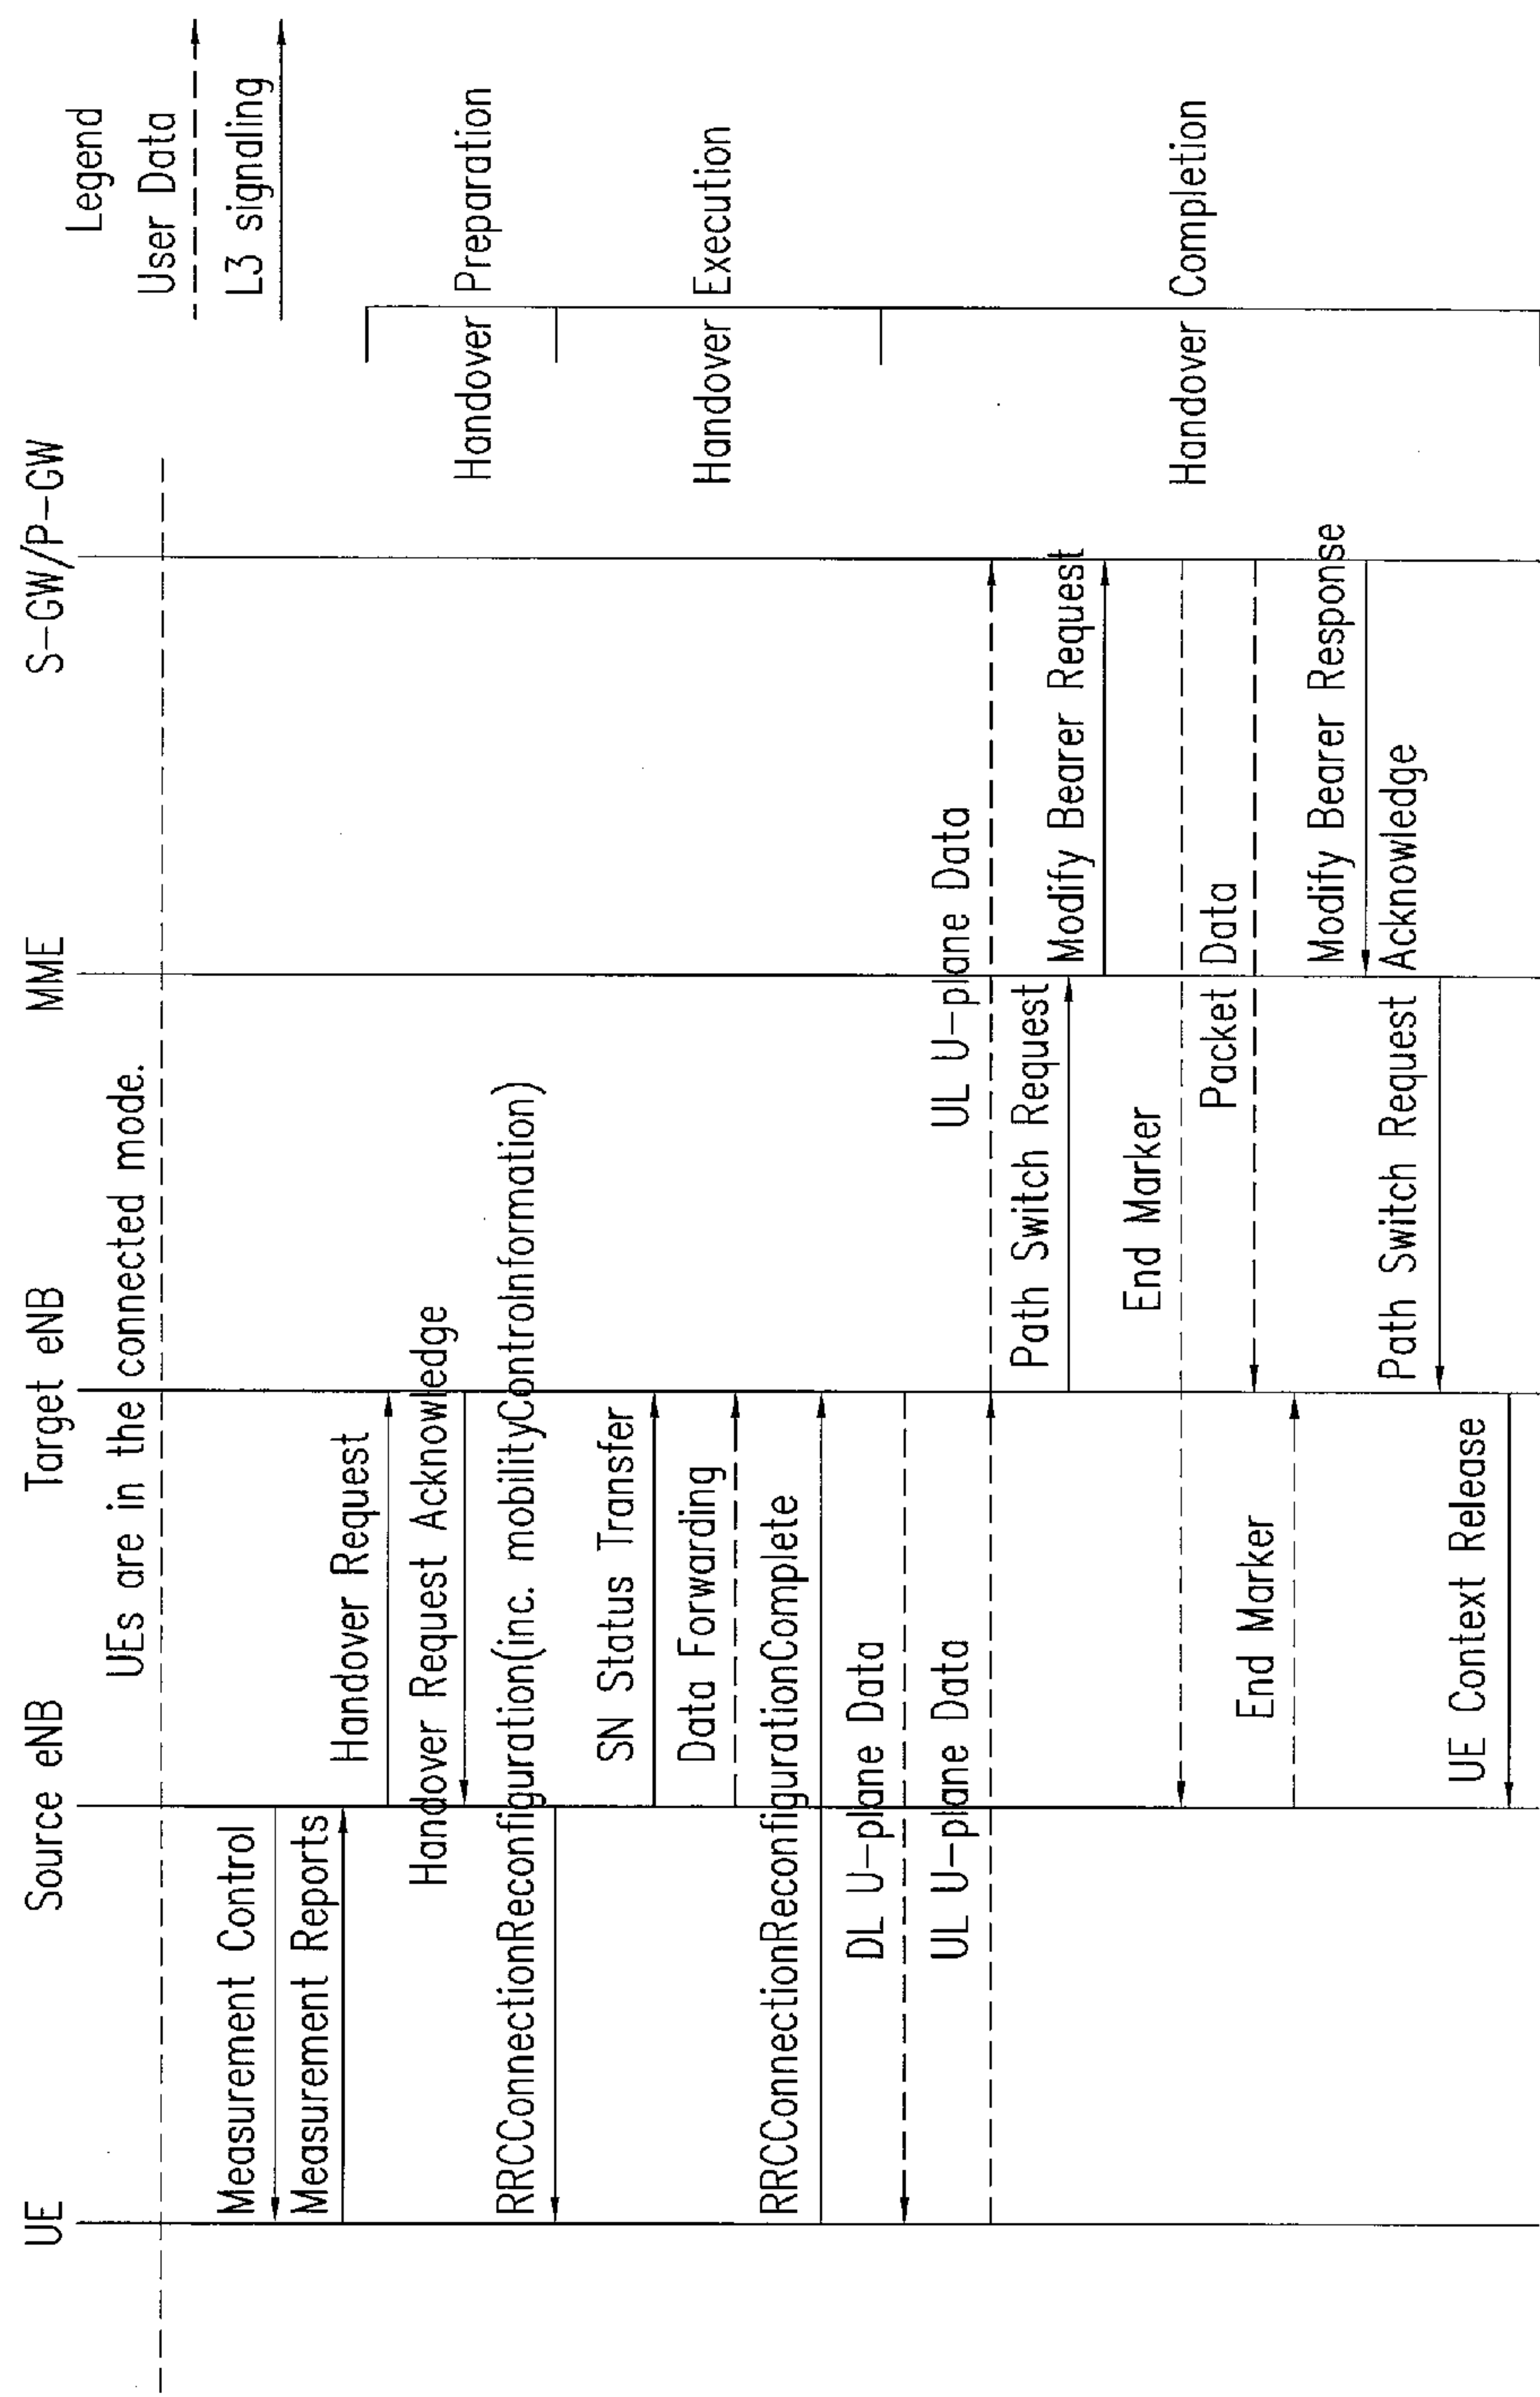 UE
Source eNB
Target eNB
MME
S-GW/P-GW
Legend
User Data
L3 signaling
UEs are in the connected mode.
Measurement Control
Measurement Reports
Handover Request
Handover Request Acknowledge
Handover Preparation
RRCConnectionReconfiguration(inc. mobilityControInformation)
SN Status Transfer
Data Forwarding
Handover Execution
RRCConnectionReconfigurationComplete
DL U-plane Data
UL U-plane Data
UL U-plane Data
Path Switch Request
Modify Bearer Request
End Marker
Handover Completion
Packet Data
End Marker
Modify Bearer Response
Path Switch Request Acknowledge
UE Context Release